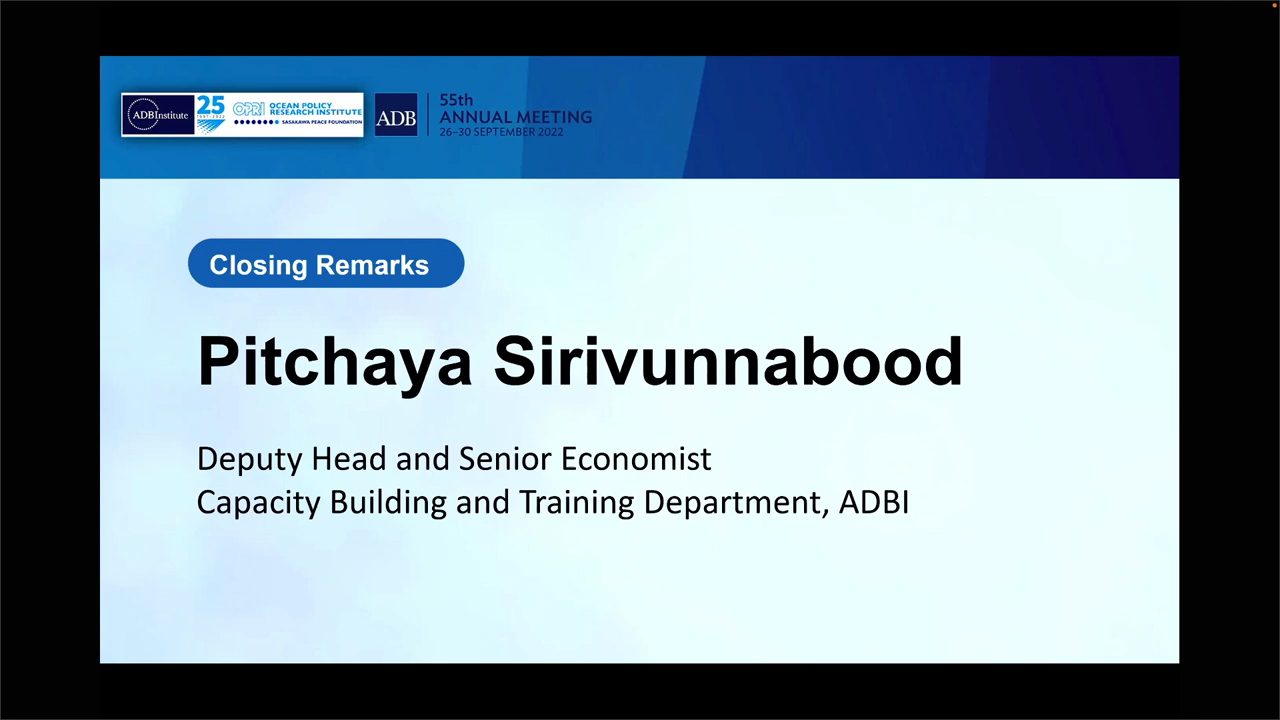 ADBInstitute
25
OPRI
OCEAN POLICY
RESEARCH INSTITUTE
SASAKAWA PEACE FOUNDATION
ADB
55th
ANNUAL MEETING
26–30 SEPTEMBER 2022
Closing Remarks
Pitchaya Sirivunnabood
Deputy Head and Senior Economist
Capacity Building and Training Department, ADBI